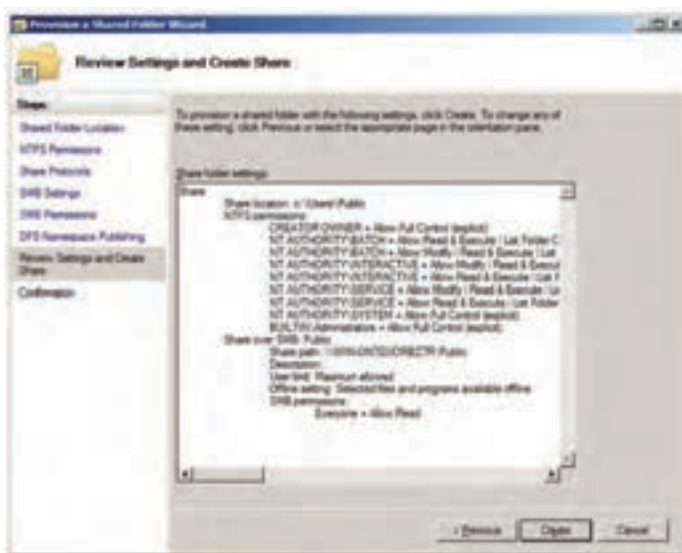 Provision a Shared Folder Wizard
Review Settings and Create Share
Steps:
Shared Folder Location
NTFS Permissions
Share Protocols
SMB Settings
SMB Permissions
DFS Namespace Publishing
Review Settings and Create
Share
Confirmation
To provision a shared folder with the following settings, click Create. To change any of
these setting, click Previous or select the appropriate page in the orientation pane.
Share folder settings:
Share
Share location: c:\Users\Public
NTFS permissions:
CREATOR OWNER = Allow Full Control (explicit)
NT AUTHORITY\BATCH = Allow Read & Execute | List Folder C
NT AUTHORITY\BATCH = Allow Modify | Read & Execute | List
NT AUTHORITY\INTERACTIVE = Allow Modify | Read & Execut
NT AUTHORITY\INTERACTIVE = Allow Read & Execute | List F
NT AUTHORITY\SERVICE = Allow Modify | Read & Execute |
NT AUTHORITY\SERVICE = Allow Read & Execute | List Folder
NT AUTHORITY\SYSTEM = Allow Full Control (explicit)
BUILTIN\Administrators = Allow Full Control (explicit)
Share over SMB: Public
Share path:
Description:
User limit: Maximum allowed
Offline setting: Selected files and programs available offline
SMB permissions:
Everyone = Allow Read
< Previous
Create
Cancel